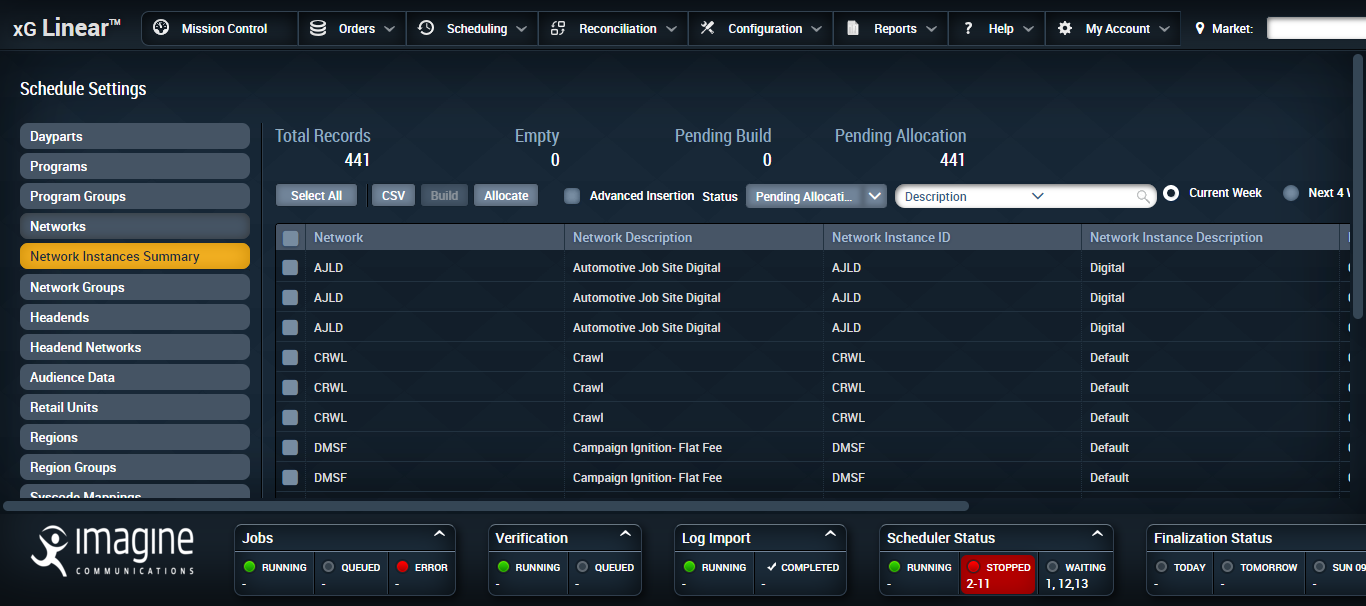 xG Linear™ Mission Control Orders Scheduling Reconciliation Configuration Reports ? Help My Account Market:
Schedule Settings
Dayparts
Programs
Program Groups
Networks
Network Instances Summary
Network Groups
Headends
Headend Networks
Audience Data
Retail Units
Regions
Region Groups
Syscode Mappings
Total Records Empty Pending Build Pending Allocation
441 0 0 441
Select All CSV Build Allocate Advanced Insertion Status Pending Allocati... Description Current Week Next 4
Network Network Description Network Instance ID Network Instance Description
AJLD Automotive Job Site Digital AJLD Digital
AJLD Automotive Job Site Digital AJLD Digital
AJLD Automotive Job Site Digital AJLD Digital
CRWL Crawl CRWL Default
CRWL Crawl CRWL Default
CRWL Crawl CRWL Default
DMSF Campaign Ignition- Flat Fee DMSF Default
DMSF Campaign Ignition- Flat Fee DMSF Default
imagine
COMMUNICATIONS
Jobs
RUNNING QUEUED ERROR
- - -
Verification
RUNNING QUEUED
- -
Log Import
RUNNING COMPLETED
- -
Scheduler Status
RUNNING STOPPED WAITING
- 2-11 1, 12,13
Finalization Status
TODAY TOMORROW SUN 09
- - -